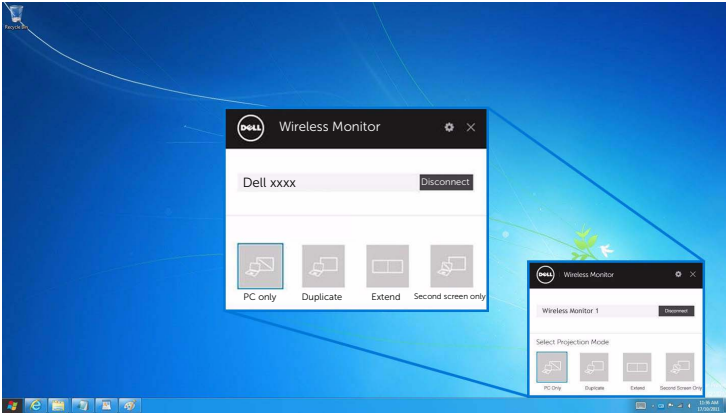 Recycle Bin
DELL
Wireless Monitor
Dell xxxx
Disconnect
PC only
Duplicate
Extend
Second screen only
DELL
Wireless Monitor
Wireless Monitor 1
Disconnect
Select Projection Mode
PC Only
Duplicate
Extend
Second Screen Only